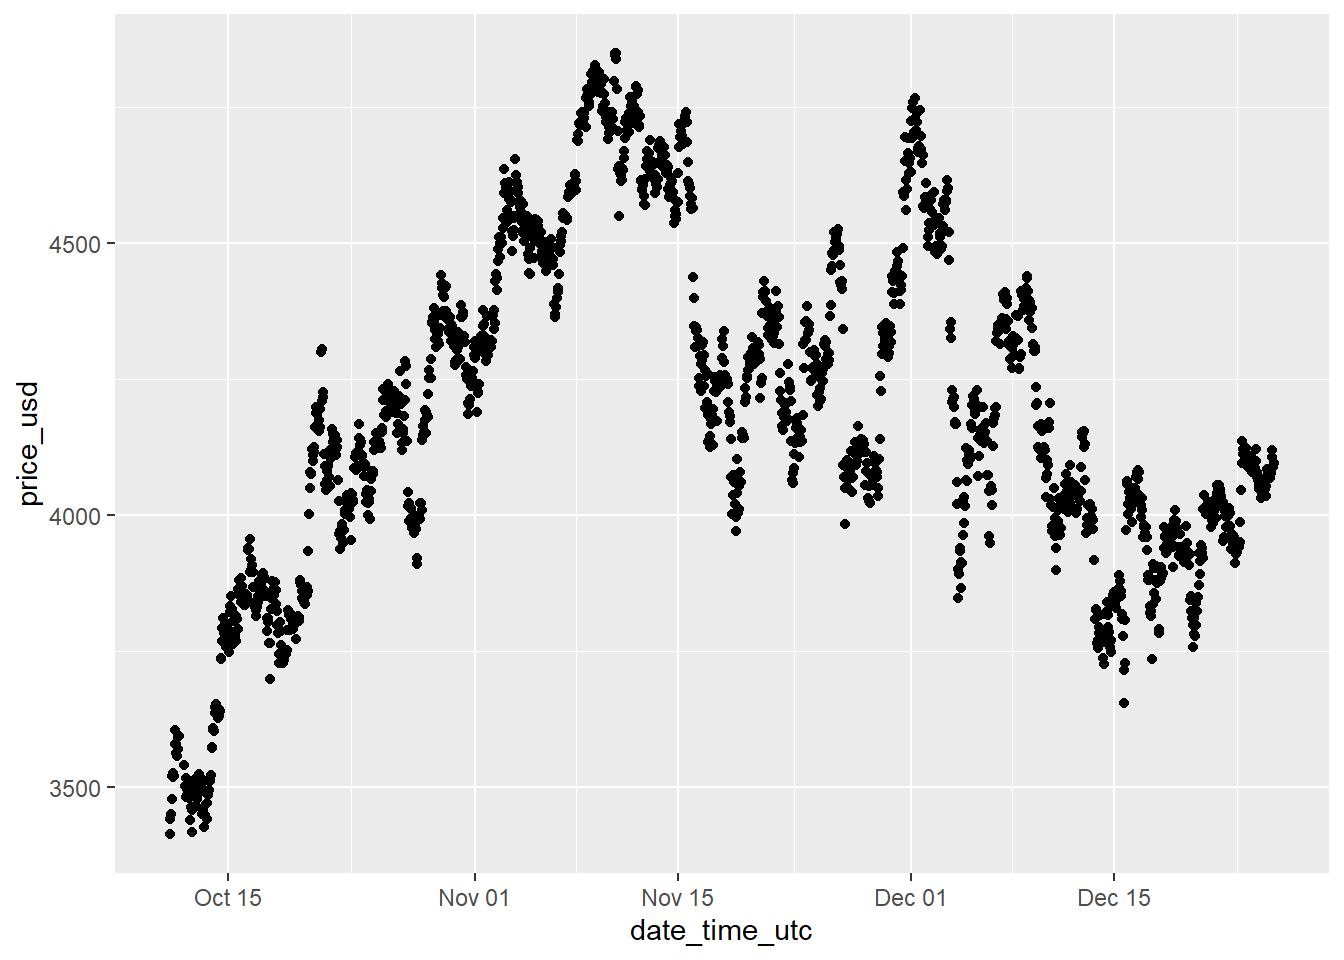 price_usd
4500
4000
3500
Oct 15
Nov 01
Nov 15
Dec 01
Dec 15
date_time_utc